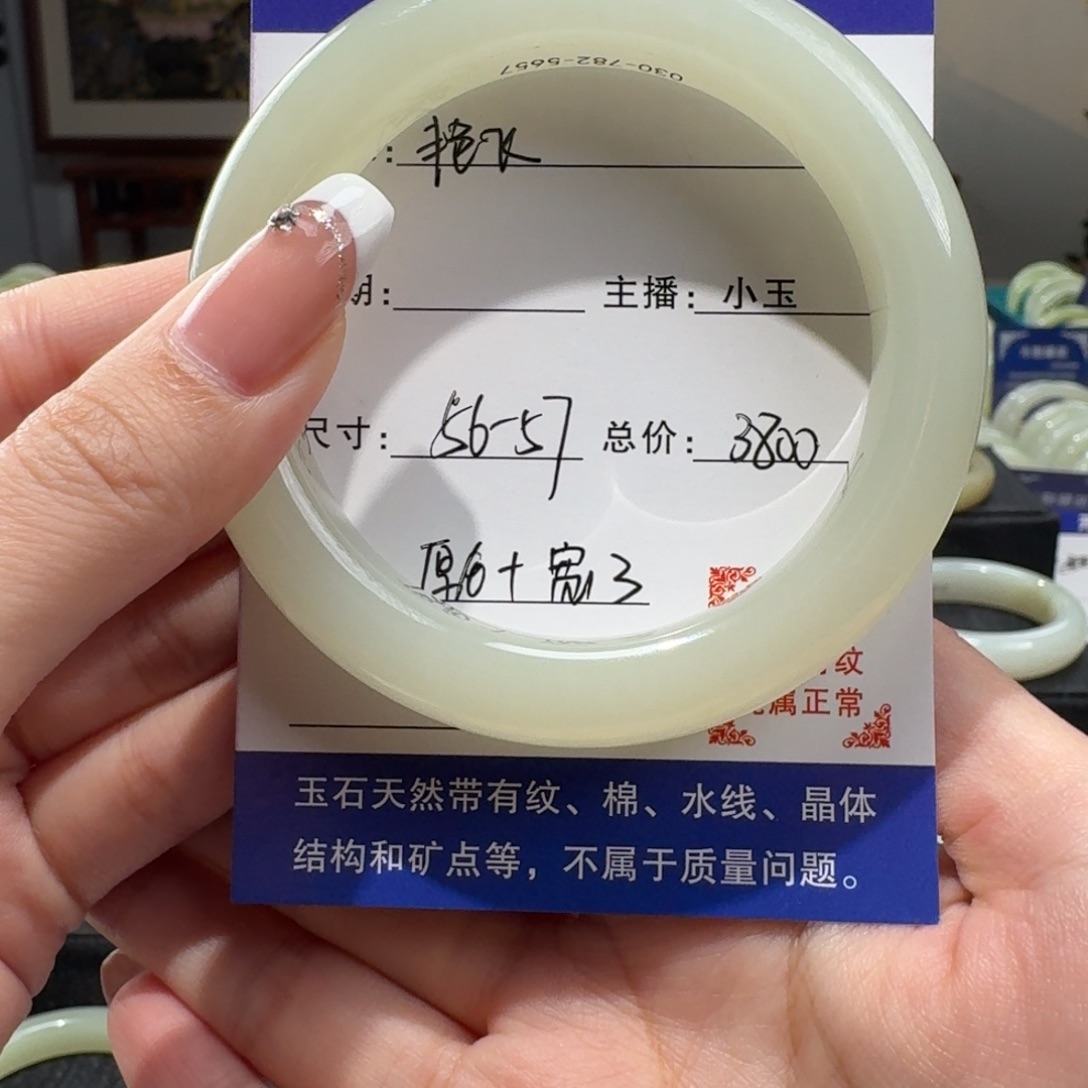 030-782-5657
主播：小玉
尺寸：56-57 总价：3800
厚6+宽3
纹
属正常
玉石天然带有纹、棉、水线、晶体
结构和矿点等，不属于质量问题。